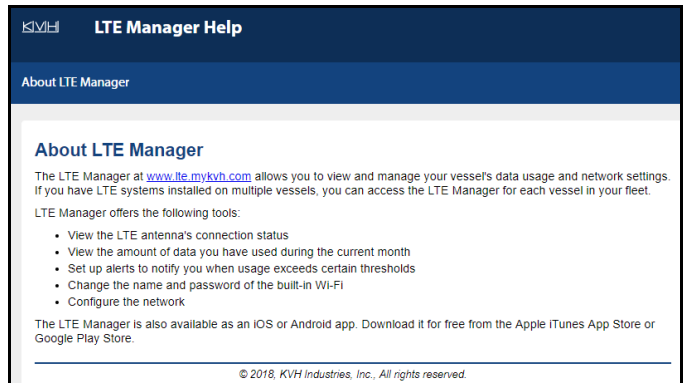 KVH LTE Manager Help
About LTE Manager
About LTE Manager
The LTE Manager at www.lte.mykvh.com allows you to view and manage your vessel's data usage and network settings.
If you have LTE systems installed on multiple vessels, you can access the LTE Manager for each vessel in your fleet.
LTE Manager offers the following tools:
• View the LTE antenna's connection status
• View the amount of data you have used during the current month
• Set up alerts to notify you when usage exceeds certain thresholds
• Change the name and password of the built-in Wi-Fi
• Configure the network
The LTE Manager is also available as an iOS or Android app. Download it for free from the Apple iTunes App Store or
Google Play Store.
© 2018, KVH Industries, Inc., All rights reserved.